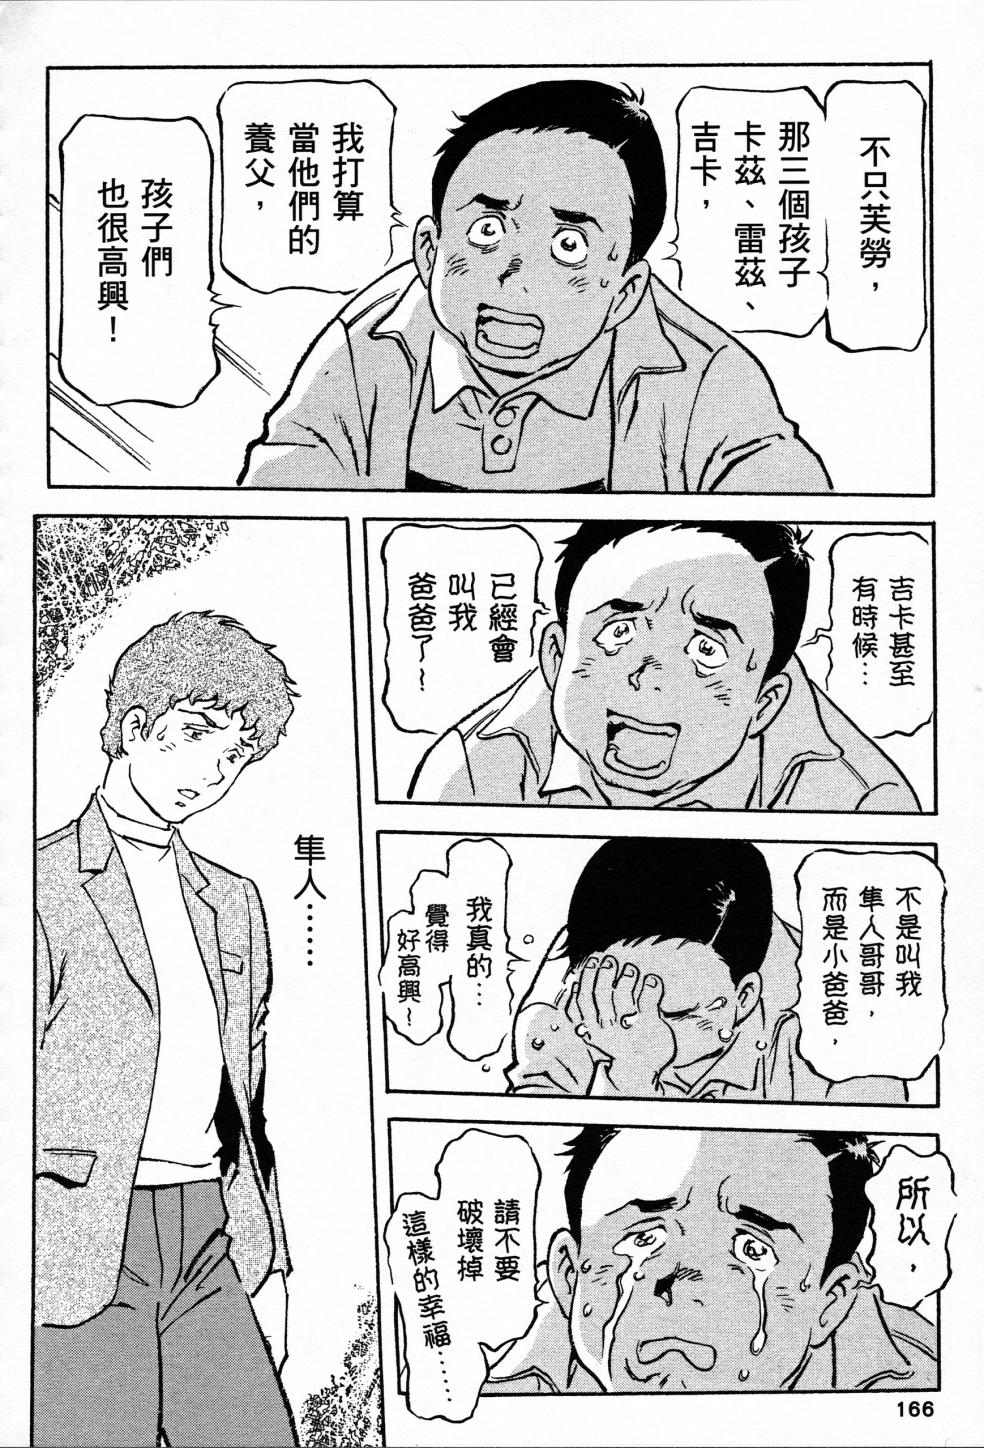 不只芙勞，
那三個孩子
卡茲、雷茲、
吉卡，
我打算
當他們的
養父，
孩子們
也很高興！
吉卡甚至
有時候…
已經會
叫我
爸爸了～
不是叫我
隼人哥哥，
而是小爸爸，
我真的…
覺得
好高興～
所以，
請不要
破壞掉
這樣的幸福……
隼人……
166